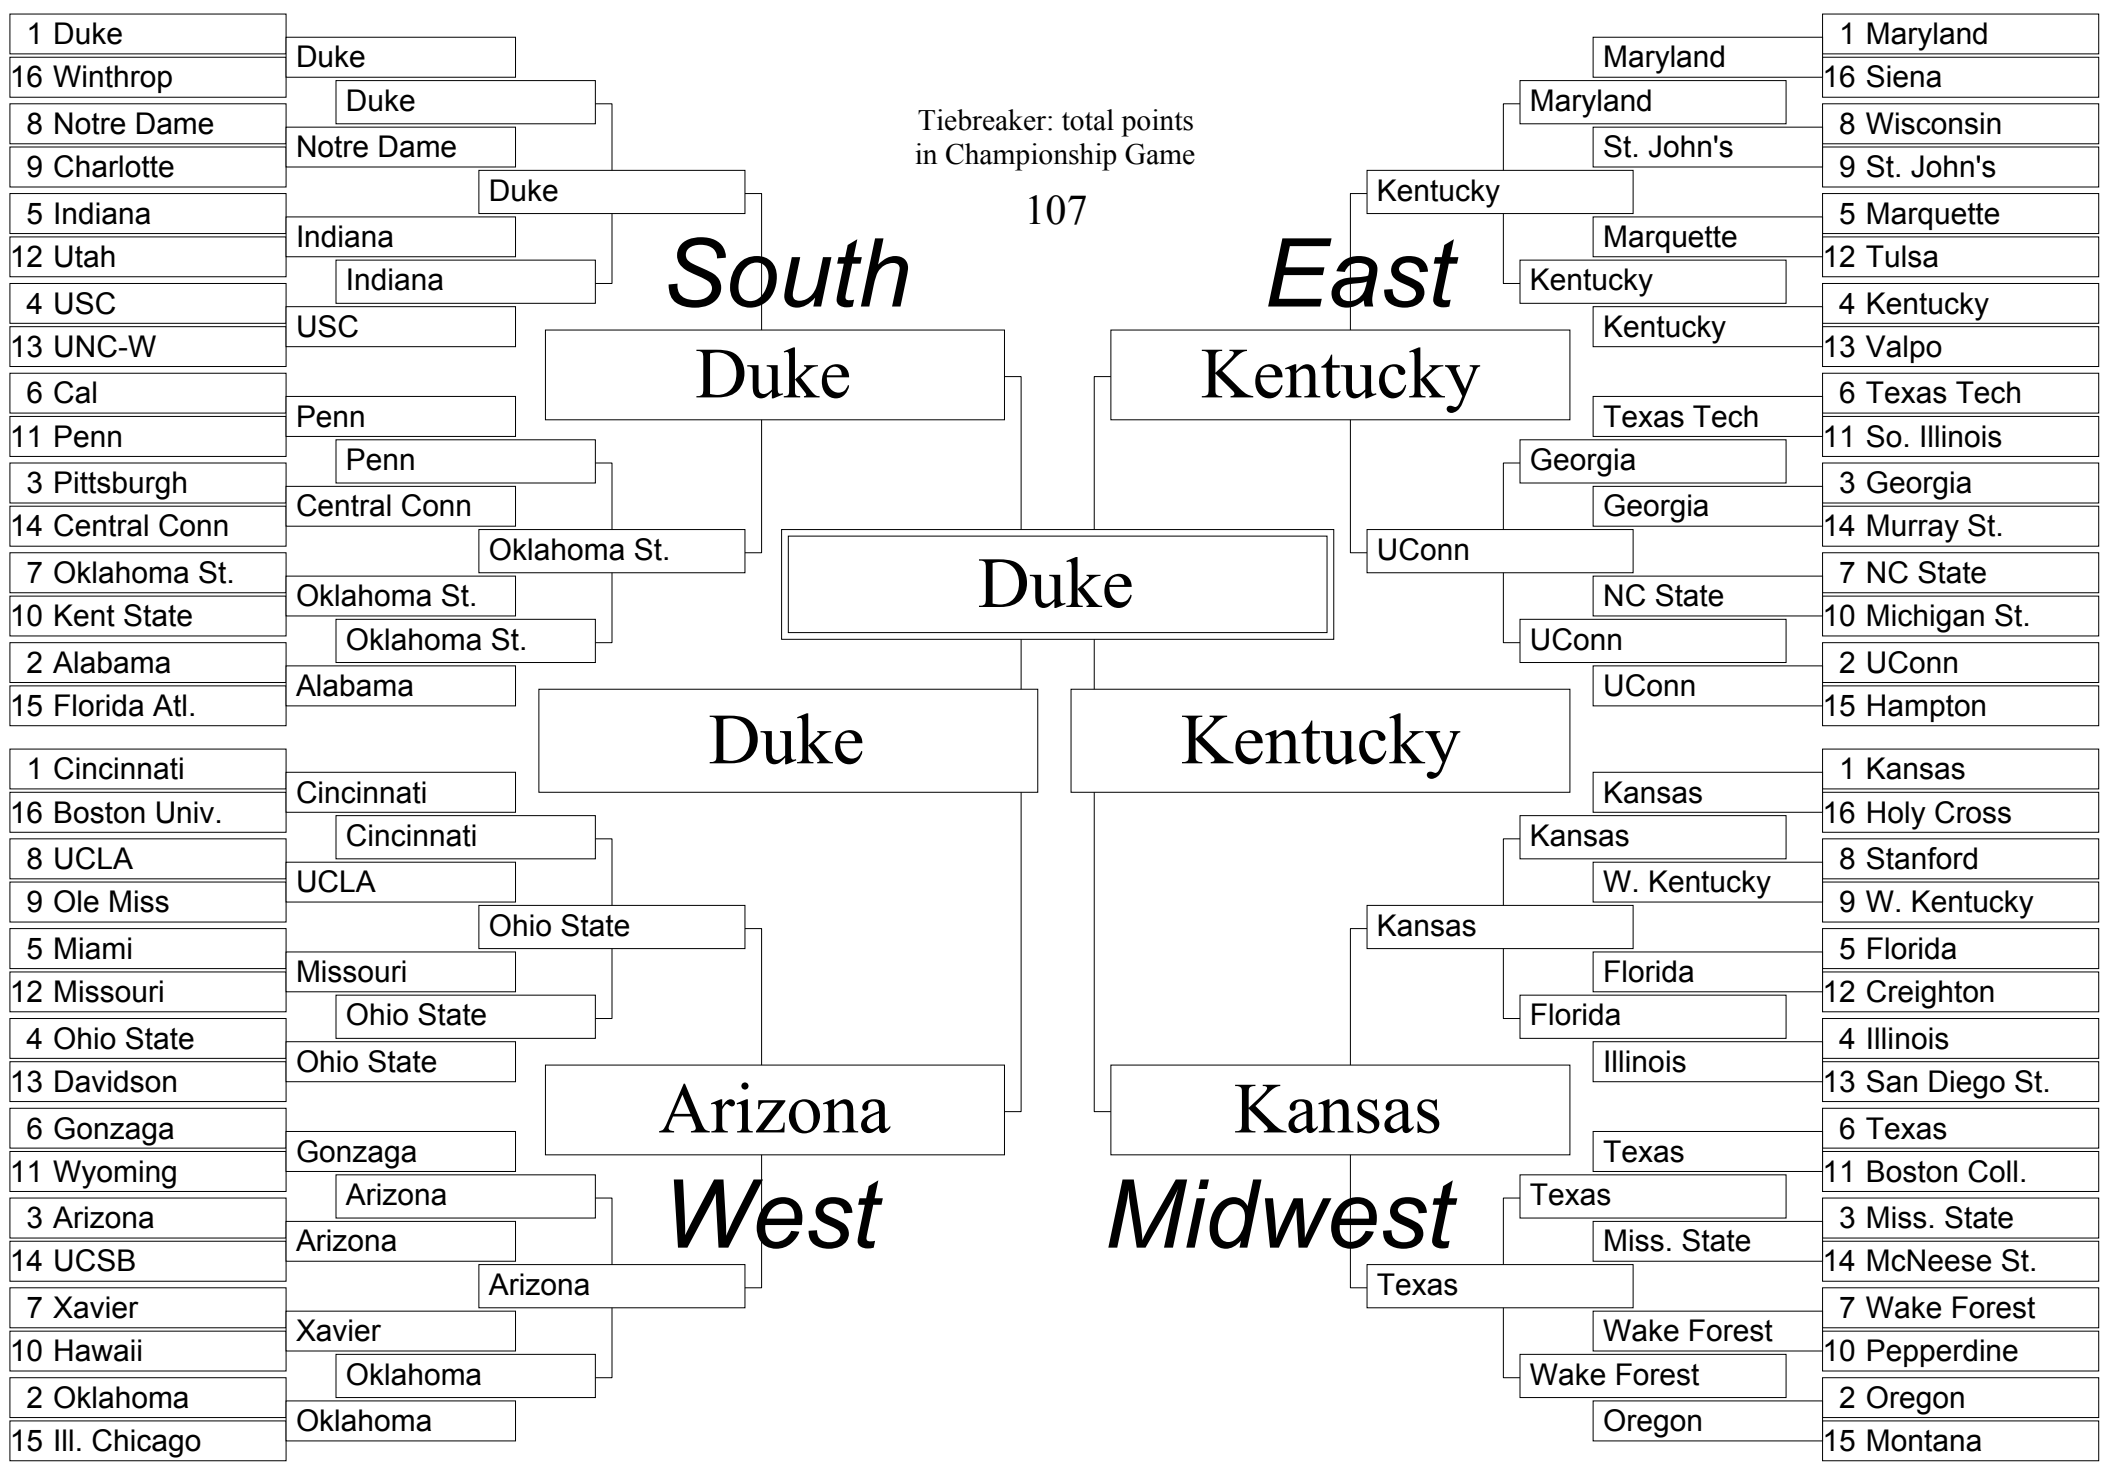 1 Duke
16 Winthrop
8 Notre Dame
9 Charlotte
5 Indiana
12 Utah
4 USC
13 UNC-W
6 Cal
11 Penn
3 Pittsburgh
14 Central Conn
7 Oklahoma St.
10 Kent State
2 Alabama
15 Florida Atl.
Duke
Notre Dame
Indiana
USC
Penn
Central Conn
Oklahoma St.
Alabama
Duke
Indiana
Penn
Oklahoma St.
Duke
Oklahoma St.
South
Duke
1 Cincinnati
16 Boston Univ.
8 UCLA
9 Ole Miss
5 Miami
12 Missouri
4 Ohio State
13 Davidson
6 Gonzaga
11 Wyoming
3 Arizona
14 UCSB
7 Xavier
10 Hawaii
2 Oklahoma
15 Ill. Chicago
Cincinnati
UCLA
Missouri
Ohio State
Gonzaga
Arizona
Xavier
Oklahoma
Cincinnati
Ohio State
Arizona
Oklahoma
Ohio State
Arizona
Arizona
West
Tiebreaker: total points
in Championship Game
107
Duke
Duke
Kentucky
East
Kentucky
Kentucky
UConn
Maryland
Kentucky
Georgia
UConn
Maryland
St. John's
Marquette
Kentucky
Texas Tech
Georgia
NC State
UConn
1 Maryland
16 Siena
8 Wisconsin
9 St. John's
5 Marquette
12 Tulsa
4 Kentucky
13 Valpo
6 Texas Tech
11 So. Illinois
3 Georgia
14 Murray St.
7 NC State
10 Michigan St.
2 UConn
15 Hampton
Kansas
Midwest
Kansas
Texas
Kansas
Florida
Texas
Wake Forest
Kansas
W. Kentucky
Florida
Illinois
Texas
Miss. State
Wake Forest
Oregon
1 Kansas
16 Holy Cross
8 Stanford
9 W. Kentucky
5 Florida
12 Creighton
4 Illinois
13 San Diego St.
6 Texas
11 Boston Coll.
3 Miss. State
14 McNeese St.
7 Wake Forest
10 Pepperdine
2 Oregon
15 Montana